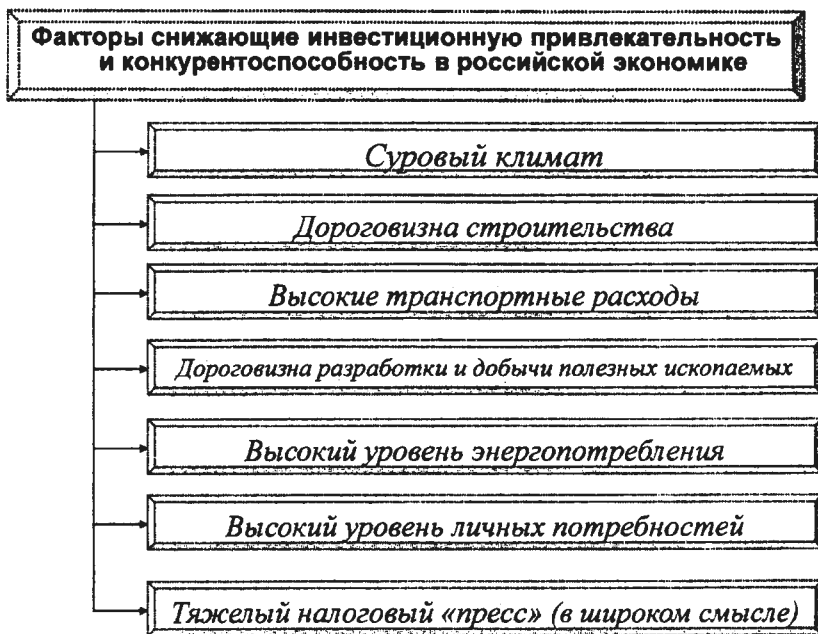 Факторы снижающие инвестиционную привлекательность
и конкурентоспособность в российской экономике
Суровый климат
Дороговизна строительства
Высокие транспортные расходы
Дороговизна разработки и добычи полезных ископаемых
Высокий уровень энергопотребления
Высокий уровень личных потребностей
Тяжелый налоговый «пресс» (в широком смысле)